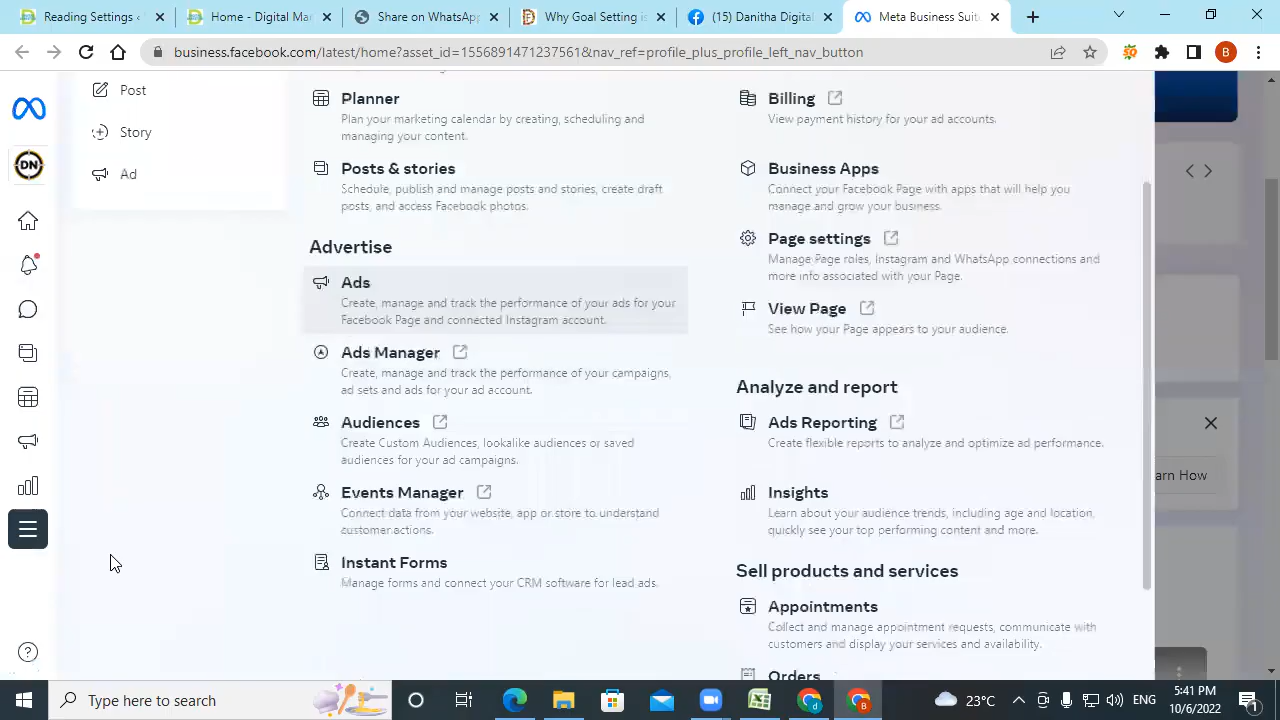 Reading Settings ‹
Home - Digital Mar
Share on WhatsApp
Why Goal Setting is
(15) Danitha Digital
Meta Business Suite
business.facebook.com/latest/home?asset_id=155689147123​7561&nav_ref=profile_plus_profile_left_nav_button
B
Post
Story
Ad
DN
Planner
Plan your marketing calendar by creating, scheduling and
managing your content.
Posts & stories
Schedule, publish and manage posts and stories, create draft
posts, and access Facebook photos.
Advertise
Ads
Create, manage and track the performance of your ads for your
Facebook Page and connected Instagram account.
Ads Manager
Create, manage and track the performance of your campaigns,
ad sets and ads for your ad account.
Audiences
Create Custom Audiences, lookalike audiences or saved
audiences for your ad campaigns.
Events Manager
Connect data from your website, app or store to understand
customer actions.
Instant Forms
Manage forms and connect your CRM software for lead ads.
Billing
View payment history for your ad accounts.
Business Apps
Connect your Facebook Page with apps that will help you
manage and grow your business.
Page settings
Manage Page roles, Instagram and WhatsApp connections and
more info associated with your Page.
View Page
See how your Page appears to your audience.
Analyze and report
Ads Reporting
Create flexible reports to analyze and optimize ad performance.
Insights
Learn about your audience trends, including age and location,
quickly see your top performing content and more.
Sell products and services
Appointments
Collect and manage appointment requests, communicate with
customers and display your services and availability.
Orders
arn How
Type here to search
23°C
ENG
5:41 PM
10/6/2022
1